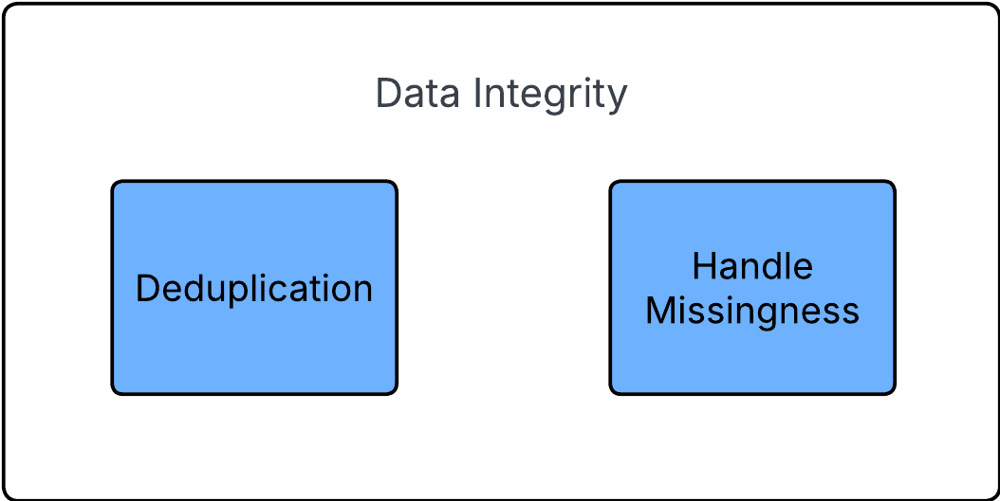 Data Integrity
Deduplication
Handle
Missingness